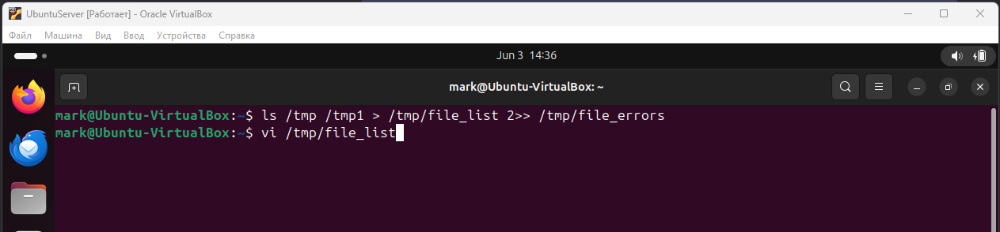 UbuntuServer [Работает] - Oracle VirtualBox
Файл Машина Вид Ввод Устройства Справка
Jun 3 14:36
mark@Ubuntu-VirtualBox: ~
mark@Ubuntu-VirtualBox:~$ ls /tmp /tmp1 > /tmp/file_list 2>> /tmp/file_errors
mark@Ubuntu-VirtualBox:~$ vi /tmp/file_list